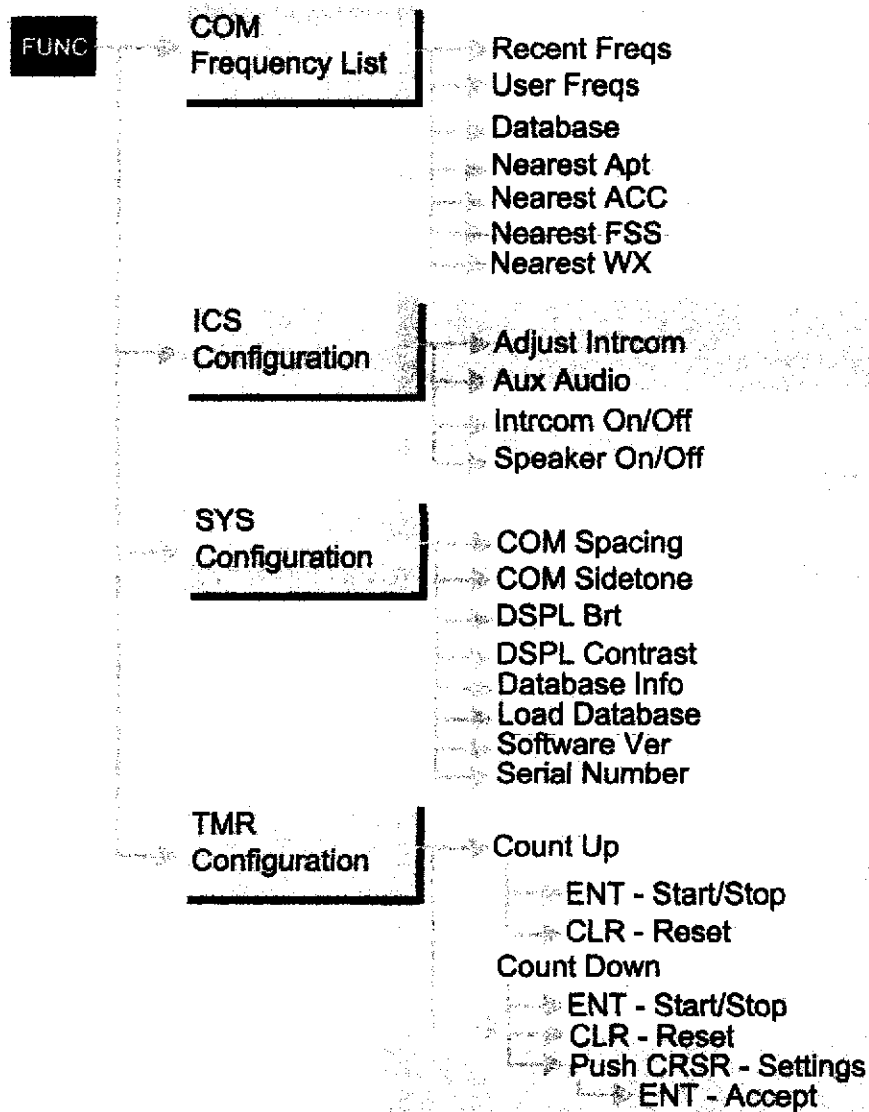 FUNC
COM
Frequency List
Recent Freqs
User Freqs
Database
Nearest Apt
Nearest ACC
Nearest FSS
Nearest WX
ICS
Configuration
Adjust Intrcom
Aux Audio
Intrcom On/Off
Speaker On/Off
SYS
Configuration
COM Spacing
COM Sidetone
DSPL Brt
DSPL Contrast
Database Info
Load Database
Software Ver
Serial Number
TMR
Configuration
Count Up
ENT - Start/Stop
CLR - Reset
Count Down
ENT - Start/Stop
CLR - Reset
Push CRSR - Settings
ENT - Accept